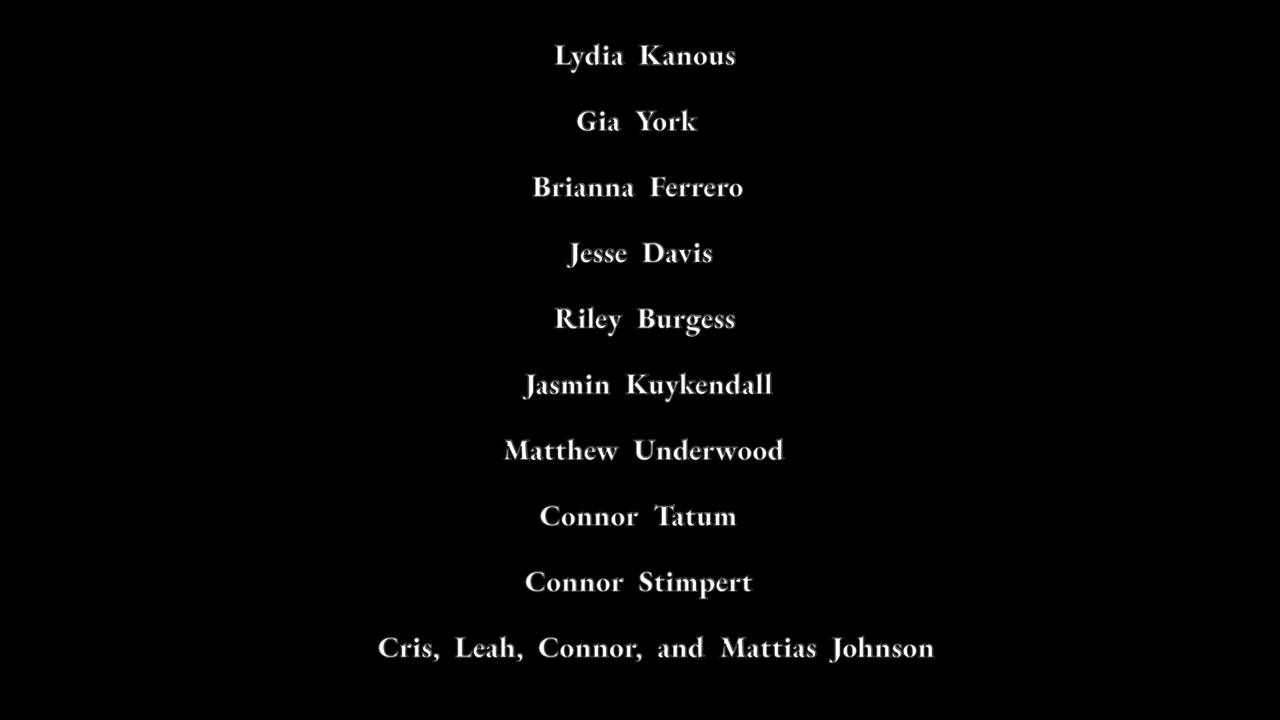 Lydia Kanous
Gia York
Brianna Ferrero
Jesse Davis
Riley Burgess
Jasmin Kuykendall
Matthew Underwood
Connor Tatum
Connor Stimpert
Cris, Leah, Connor, and Mattias Johnson